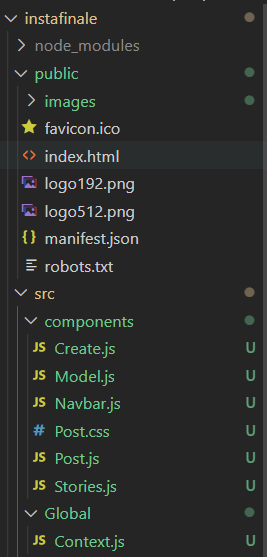 instafinale
node_modules
public
images
favicon.ico
index.html
logo192.png
logo512.png
manifest.json
robots.txt
src
components
JS Create.js U
JS Model.js U
JS Navbar.js U
# Post.css U
JS Post.js U
JS Stories.js U
Global
JS Context.js U